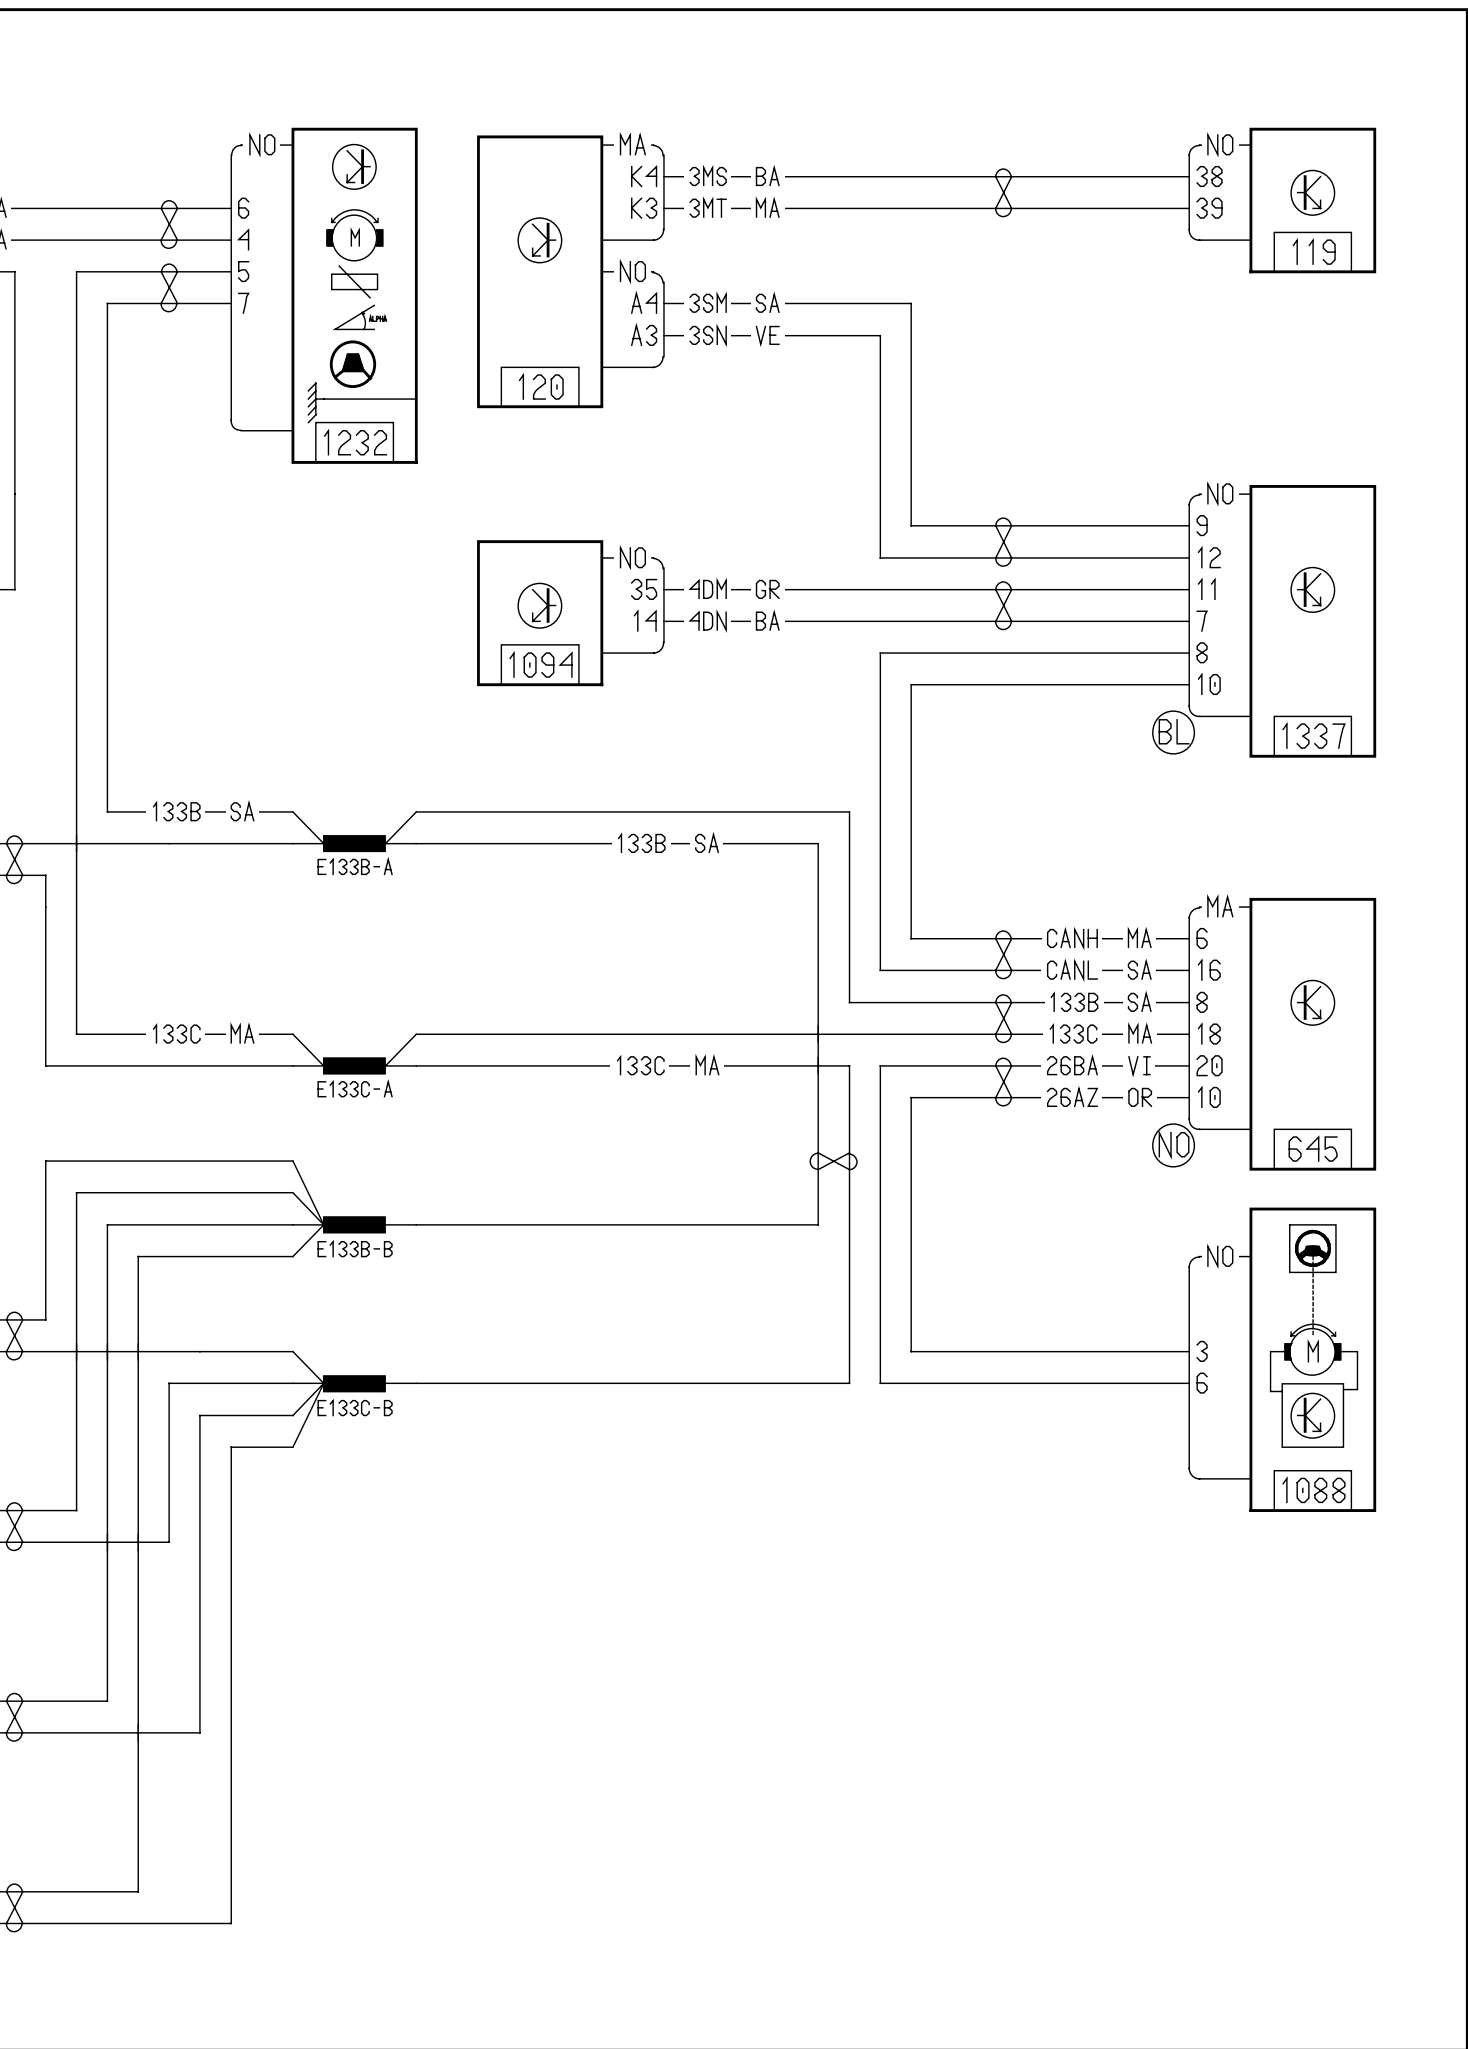 NO
6
4
5
7
M
ALPHA
1232
MA
K4 3MS BA
K3 3MT MA
NO
A4 3SM SA
A3 3SN VE
120
NO
38
39
119
NO
35 4DM GR
14 4DN BA
1094
NO
9
12
11
7
8
10
BL
1337
133B SA
133B SA
E133B-A
MA
CANH MA 6
CANL SA 16
133B SA 8
133C MA 18
26BA VI 20
26AZ OR 10
NO
645
133C MA
133C MA
E133C-A
E133B-B
E133C-B
NO
3
6
M
1088
A
A